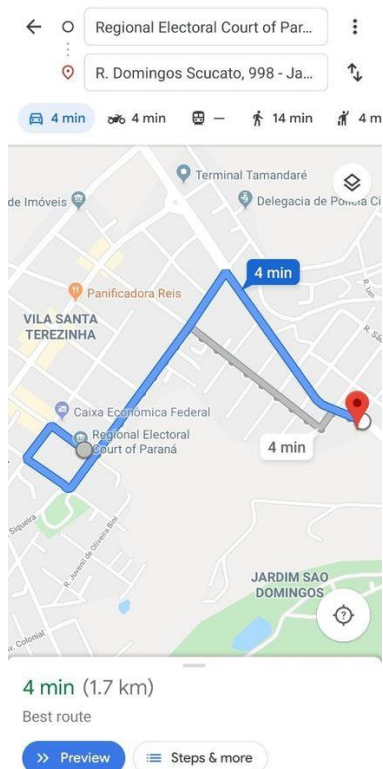 Regional Electoral Court of Par...
R. Domingos Scucato, 998 - Ja...
4 min
4 min
—
14 min
4 m
Terminal Tamandaré
de Imóveis
Delegacia de Polícia Ci
4 min
Panificadora Reis
VILA SANTA
TEREZINHA
Caixa Econômica Federal
Regional Electoral
Court of Paraná
4 min
Siqueira
R. Juvenil de Oliveira Bini
JARDIM SAO
DOMINGOS
v. Colonial
4 min (1.7 km)
Best route
Preview
Steps & more